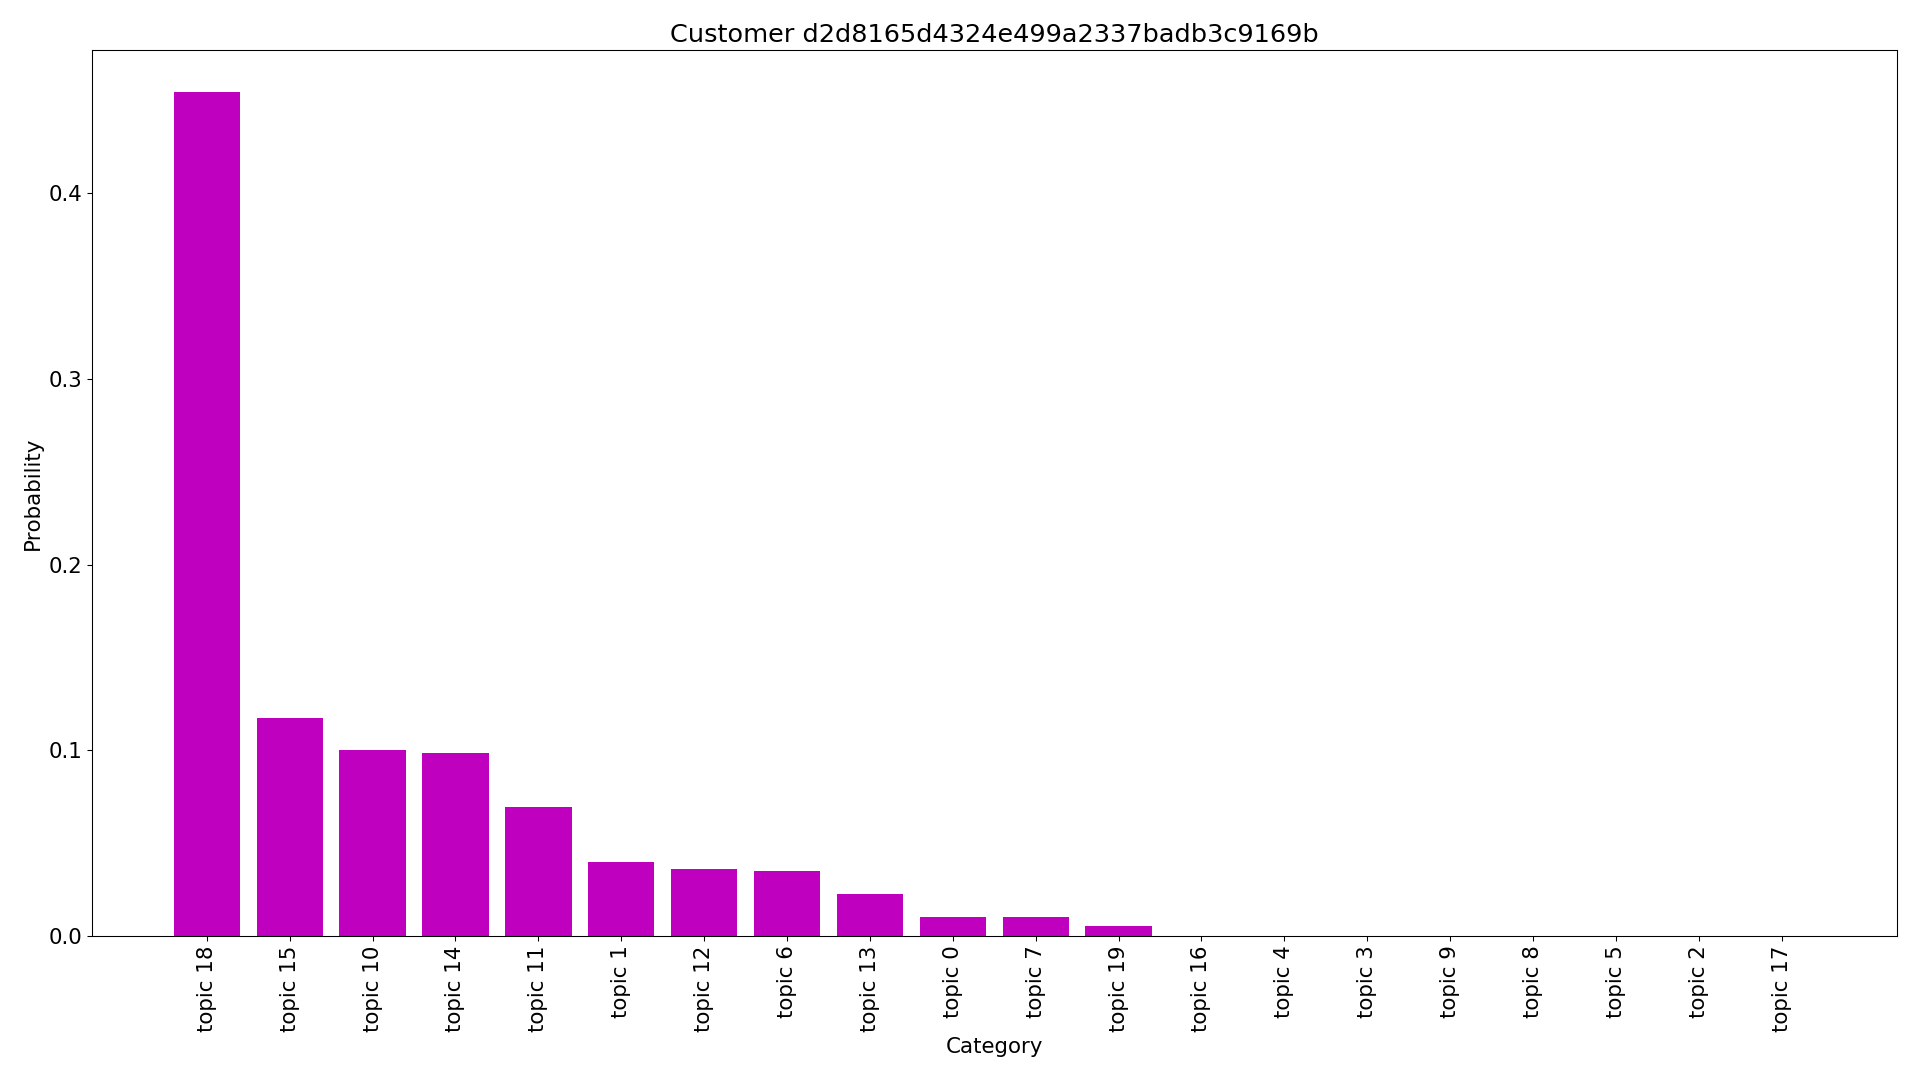 Customer d2d8165d4324e499a2337badb3c9169b
Probability
0.4
0.3
0.2
0.1
0.0
topic 18
topic 15
topic 10
topic 14
topic 11
topic 1
topic 12
topic 6
topic 13
topic 0
topic 7
topic 19
topic 16
topic 4
topic 3
topic 9
topic 8
topic 5
topic 2
topic 17
Category